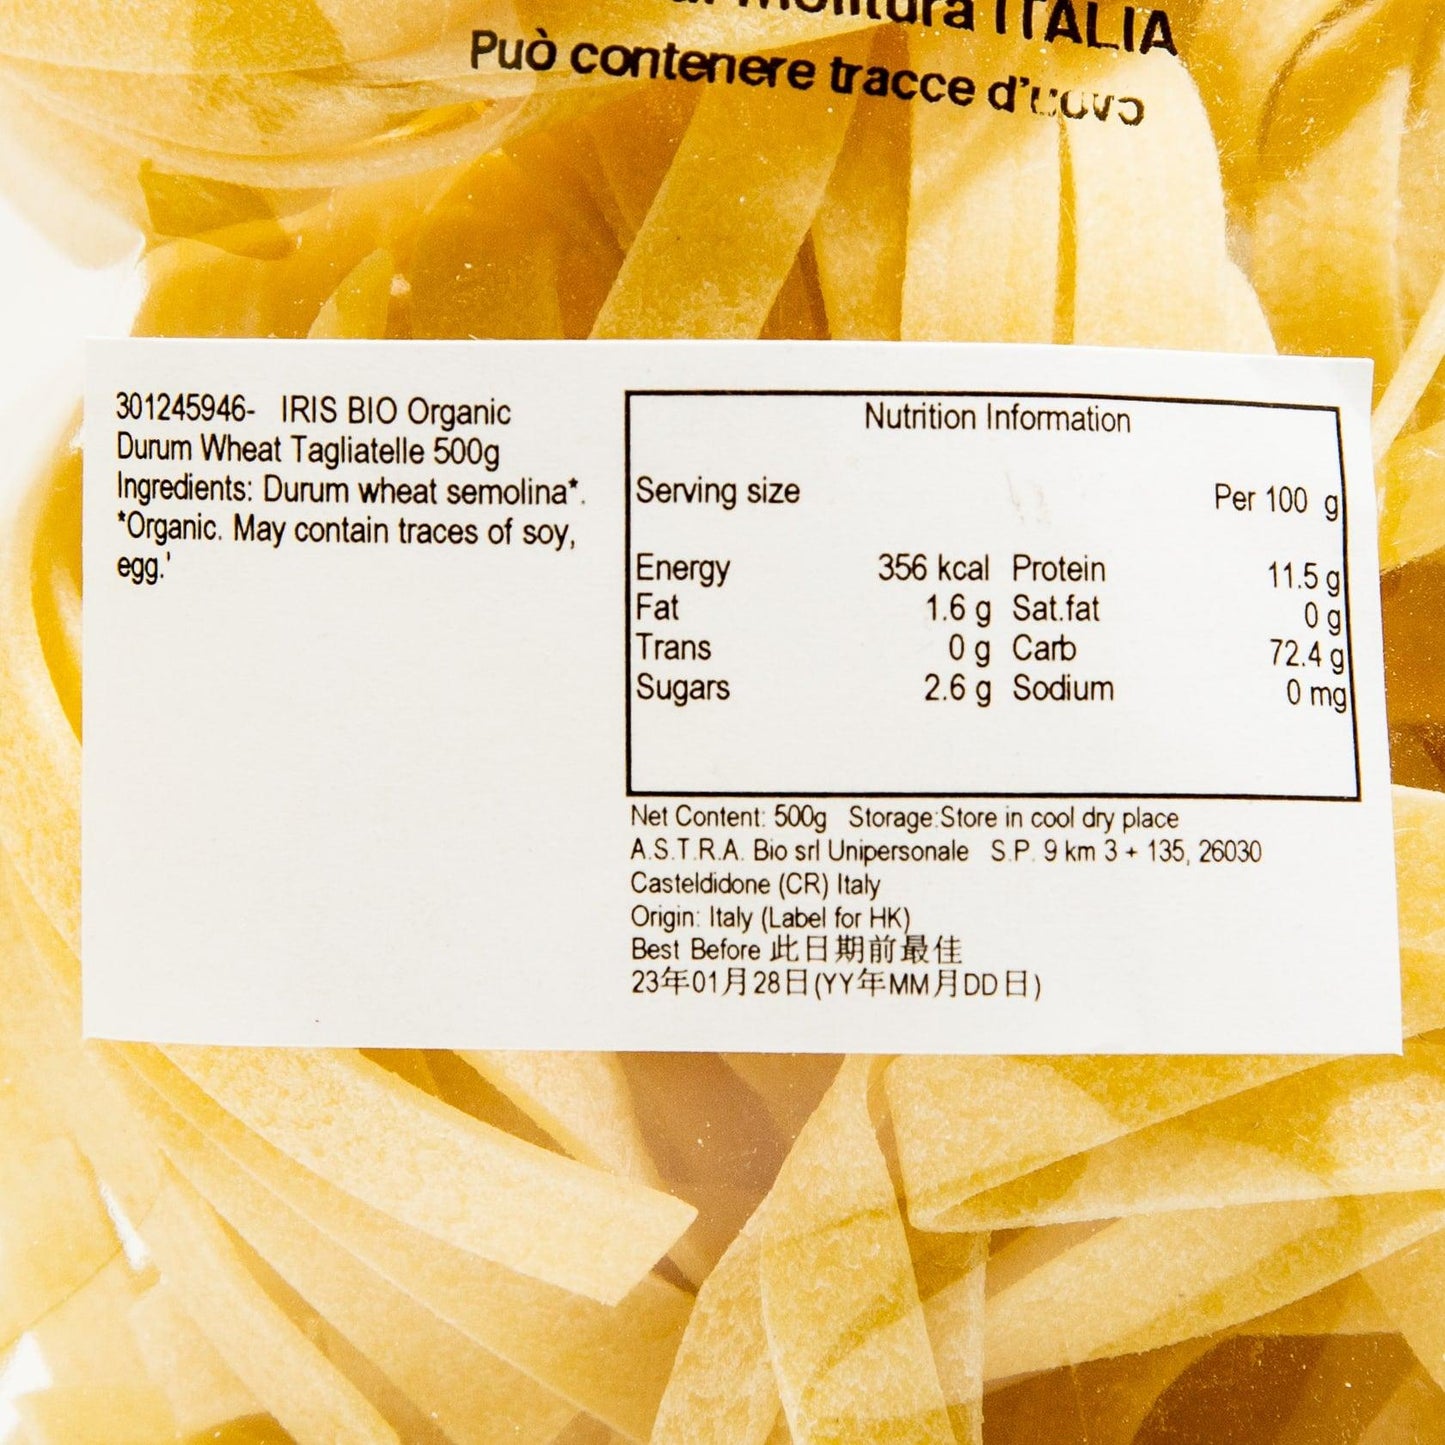 Molitura ITALIA
Può contenere tracce d'uovo
301245946- IRIS BIO Organic
Durum Wheat Tagliatelle 500g
Ingredients: Durum wheat semolina*.
*Organic. May contain traces of soy,
egg.'
Nutrition Information
Serving size Per 100 g
Energy 356 kcal Protein 11.5 g
Fat 1.6 g Sat.fat 0 g
Trans 0 g Carb 72.4 g
Sugars 2.6 g Sodium 0 mg
Net Content: 500g Storage:Store in cool dry place
A.S.T.R.A. Bio srl Unipersonale S.P. 9 km 3 + 135, 26030
Casteldidone (CR) Italy
Origin: Italy (Label for HK)
Best Before 此日期前最佳
23年01月28日(YY年MM月DD日)